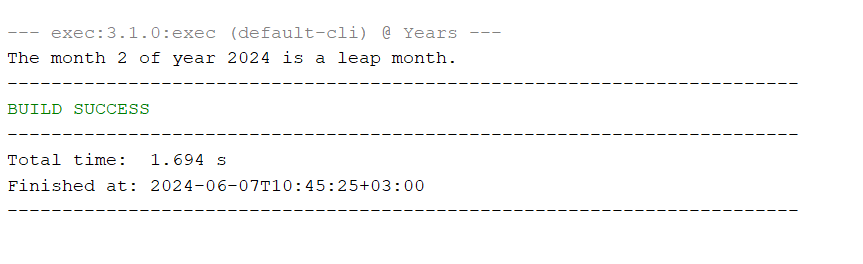 --- exec:3.1.0:exec (default-cli) @ Years ---
The month 2 of year 2024 is a leap month.
------------------------------------------------------------------------
BUILD SUCCESS
------------------------------------------------------------------------
Total time:  1.694 s
Finished at: 2024-06-07T10:45:25+03:00
------------------------------------------------------------------------